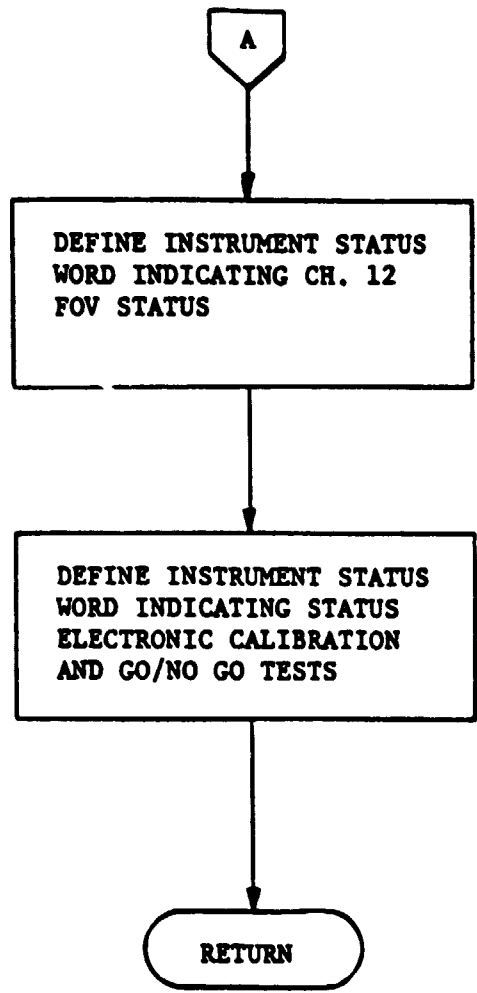 A
DEFINE INSTRUMENT STATUS
WORD INDICATING CH. 12
FOV STATUS
DEFINE INSTRUMENT STATUS
WORD INDICATING STATUS
ELECTRONIC CALIBRATION
AND GO/NO GO TESTS
RETURN